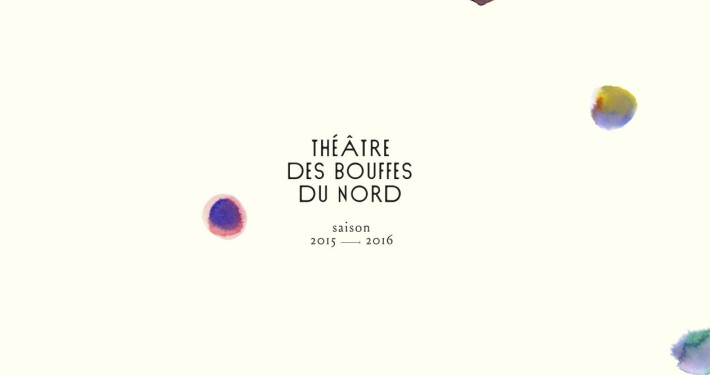 THÉÂTRE
DES BOUFFES
DU NORD
saison
2015 → 2016